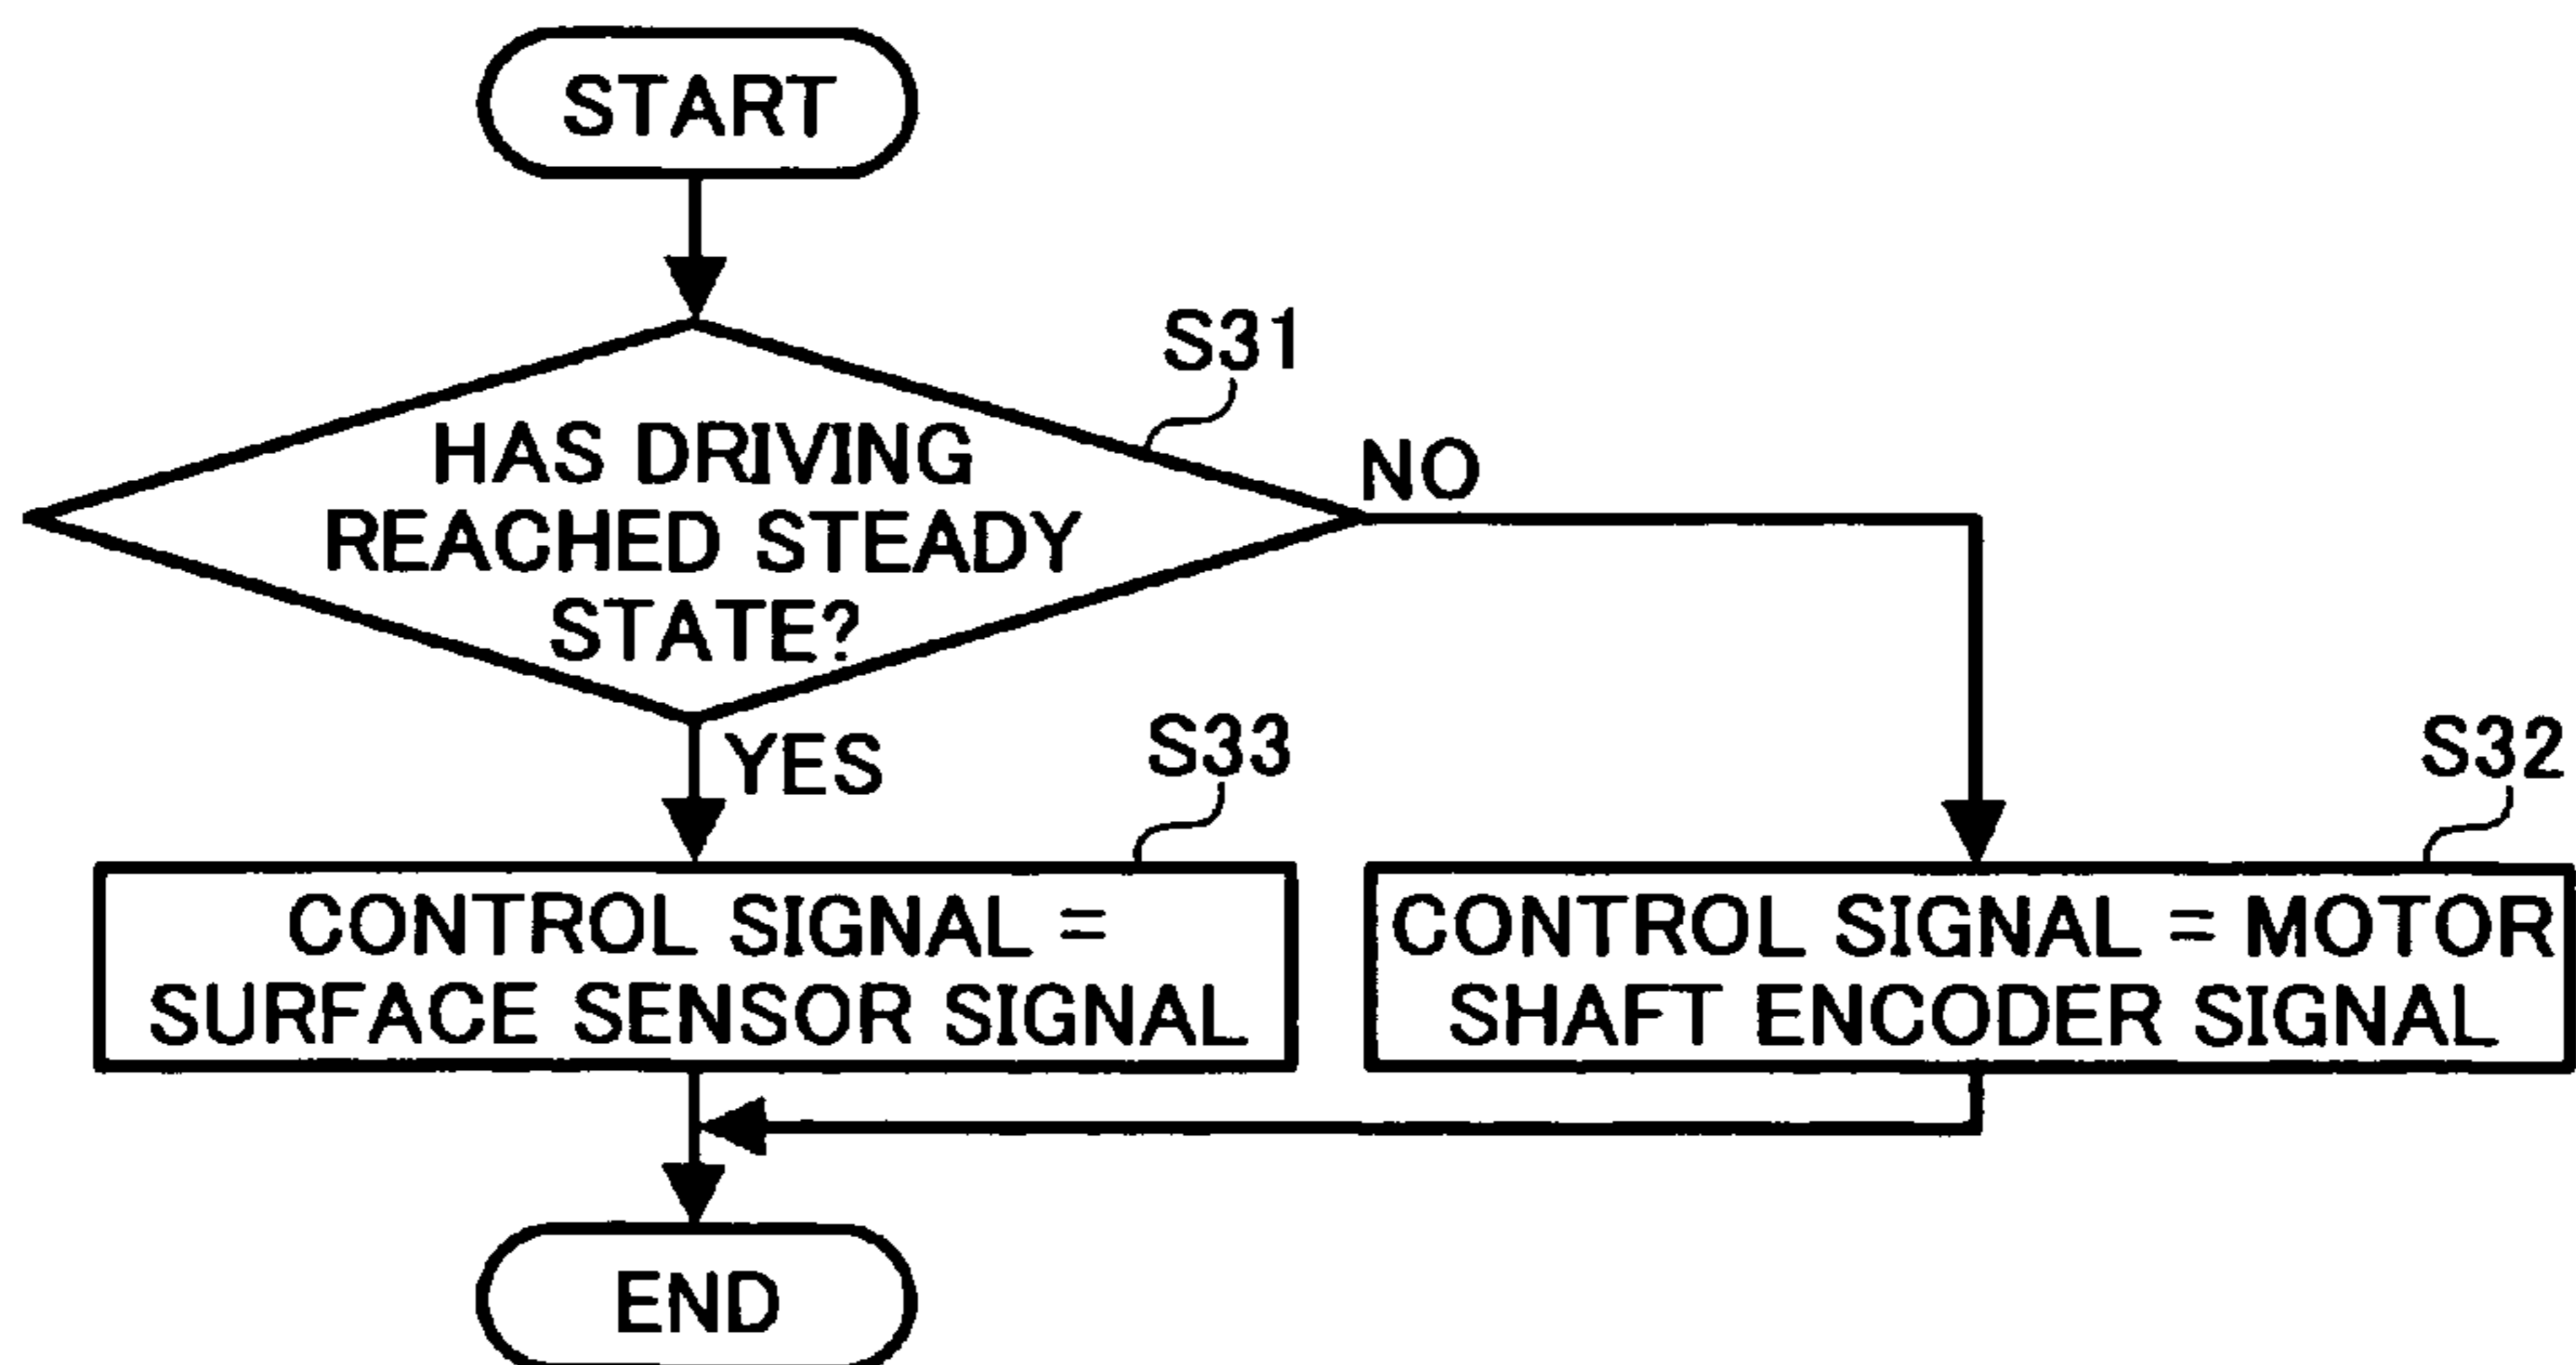 START
S31
HAS DRIVING
REACHED STEADY
STATE?
NO
YES
S33
S32
CONTROL SIGNAL =
SURFACE SENSOR SIGNAL
CONTROL SIGNAL = MOTOR
SHAFT ENCODER SIGNAL
END